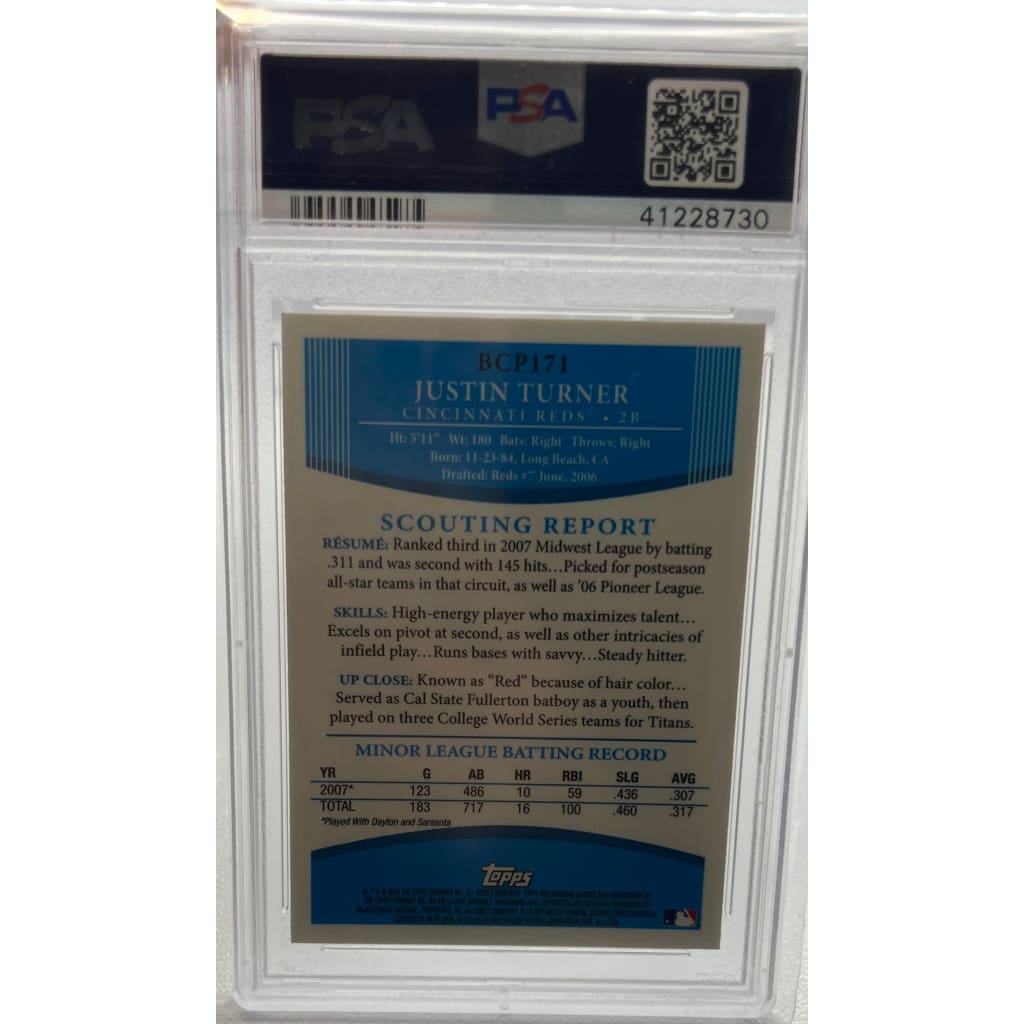 PSA
PSA
41228730
BCP171
JUSTIN TURNER
CINCINNATI REDS™ • 2B
Ht: 5'11" Wt: 180 Bats: Right Throws: Right
Born: 11-23-84, Long Beach, CA
Drafted: Reds #7 June, 2006
SCOUTING REPORT
RÉSUMÉ: Ranked third in 2007 Midwest League by batting
.311 and was second with 145 hits...Picked for postseason
all-star teams in that circuit, as well as '06 Pioneer League.
SKILLS: High-energy player who maximizes talent...
Excels on pivot at second, as well as other intricacies of
infield play...Runs bases with savvy...Steady hitter.
UP CLOSE: Known as "Red" because of hair color...
Served as Cal State Fullerton batboy as a youth, then
played on three College World Series teams for Titans.
MINOR LEAGUE BATTING RECORD
YR G AB HR RBI SLG AVG
2007* 123 486 10 59 .436 .307
TOTAL 183 717 16 100 .460 .317
*Played With Dayton and Sarasota
Topps